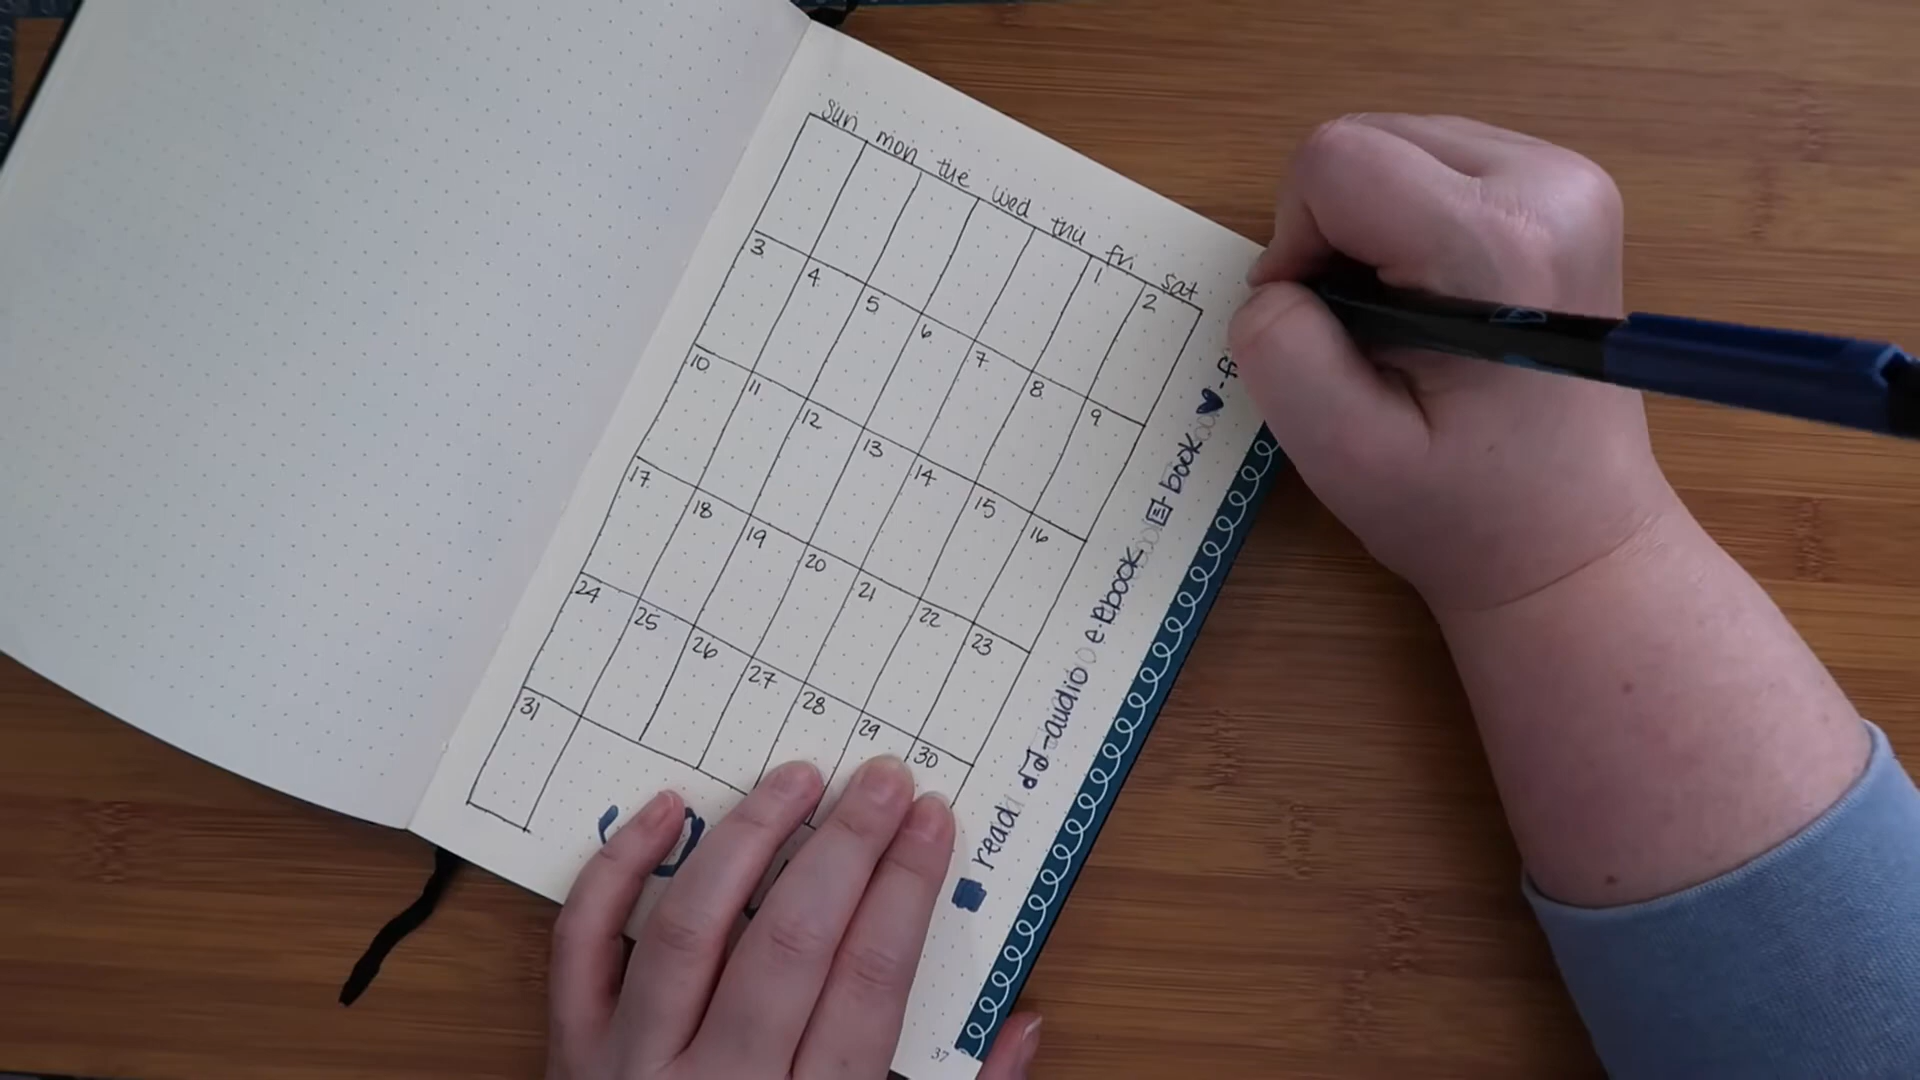 sun mon tue wed thu fri sat
1 2
3 4 5 6 7 8 9
10 11 12 13 14 15 16
17 18 19 20 21 22 23
24 25 26 27 28 29 30
31
read -audio e-Ebook book -
37